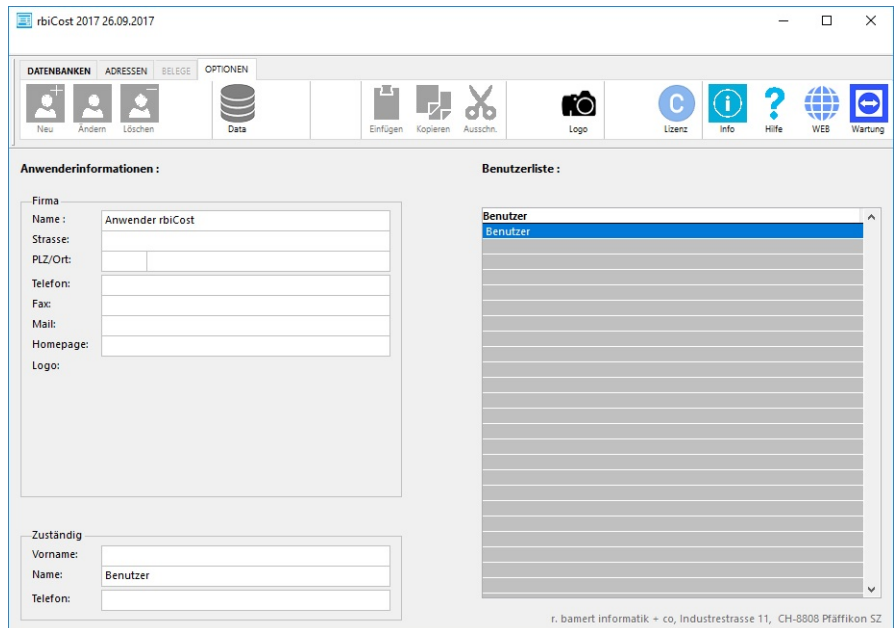 rbiCost 2017 26.09.2017
DATENBANKEN ADRESSEN BELEGE OPTIONEN
Neu Ändern Löschen Data Einfügen Kopieren Ausschn. Logo Lizenz Info Hilfe WEB Wartung
Anwenderinformationen :
Firma
Name : Anwender rbiCost
Strasse:
PLZ/Ort:
Telefon:
Fax:
Mail:
Homepage:
Logo:
Zuständig
Vorname:
Name: Benutzer
Telefon:
Benutzerliste :
Benutzer
Benutzer
r. bamert informatik + co, Industrestrasse 11, CH-8808 Pfäffikon SZ